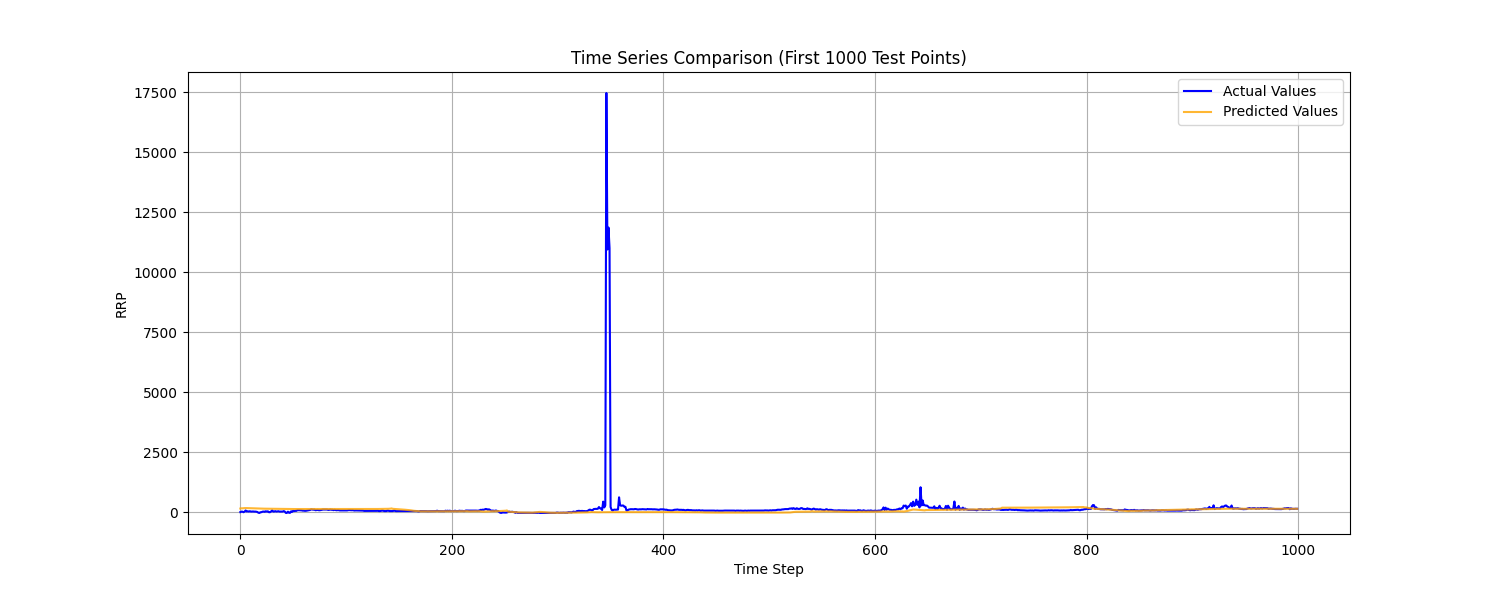 Time Series Comparison (First 1000 Test Points)
Actual Values
Predicted Values
17500
15000
12500
10000
7500
5000
2500
0
RRP
0 200 400 600 800 1000
Time Step